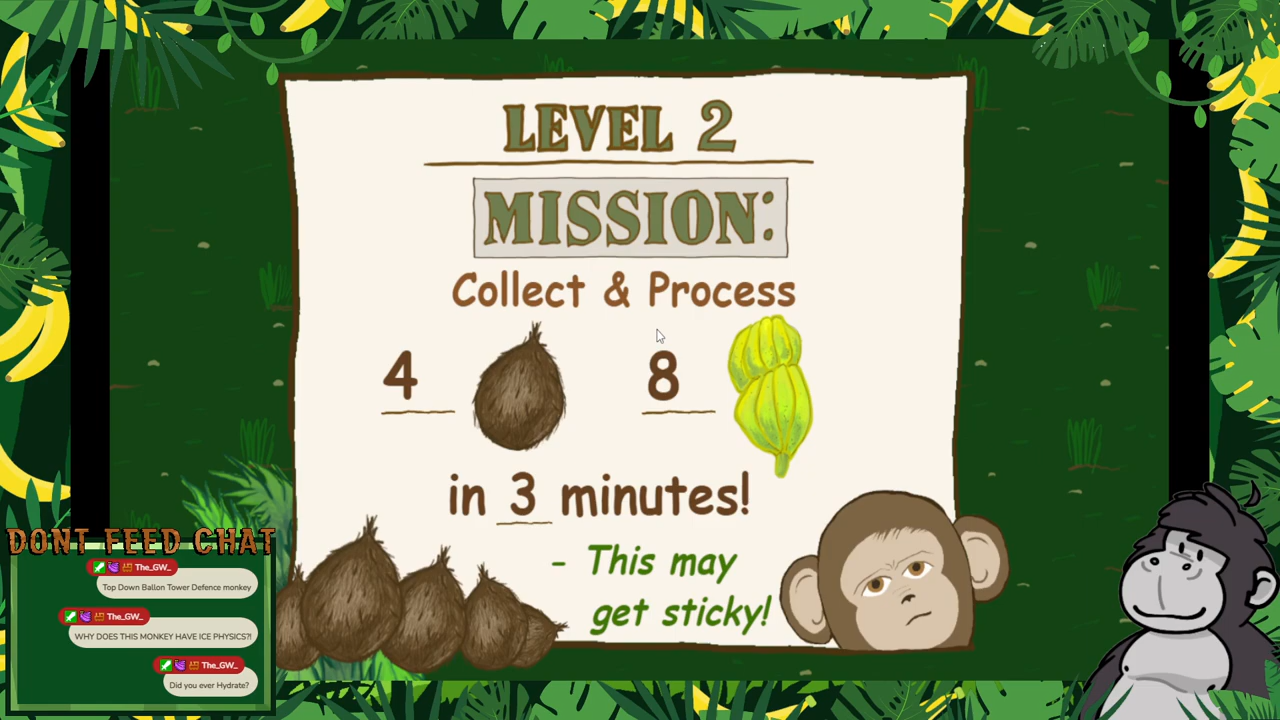 LEVEL 2
MISSION:
Collect & Process
4 8
in 3 minutes!
- This may
get sticky!
DONT FEED CHAT
The_GW_
Top Down Ballon Tower Defence monkey
The_GW_
WHY DOES THIS MONKEY HAVE ICE PHYSICS?!
The_GW_
Did you ever Hydrate?